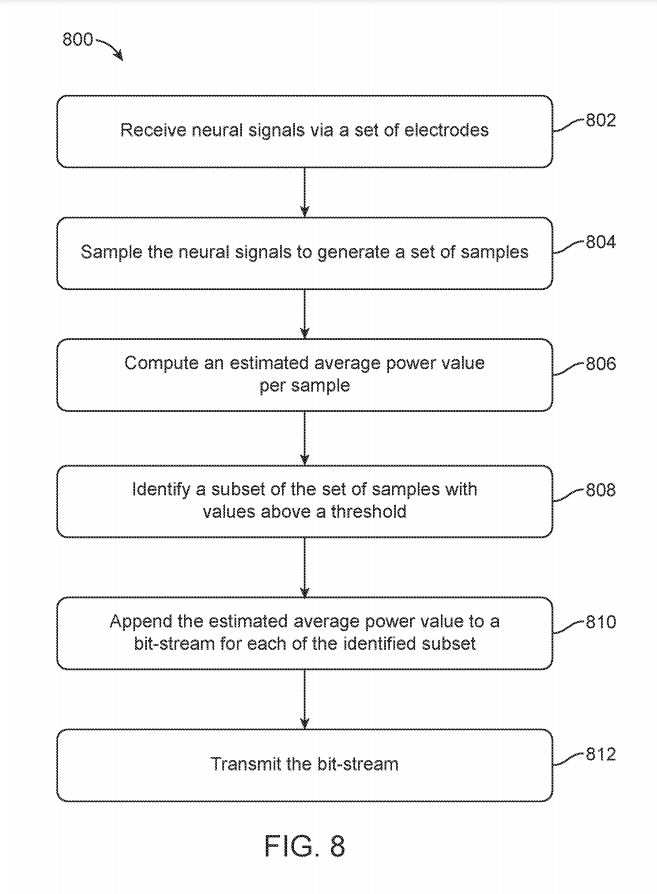 800
Receive neural signals via a set of electrodes
802
Sample the neural signals to generate a set of samples
804
Compute an estimated average power value
per sample
806
Identify a subset of the set of samples with
values above a threshold
808
Append the estimated average power value to a
bit-stream for each of the identified subset
810
Transmit the bit-stream
812
FIG. 8